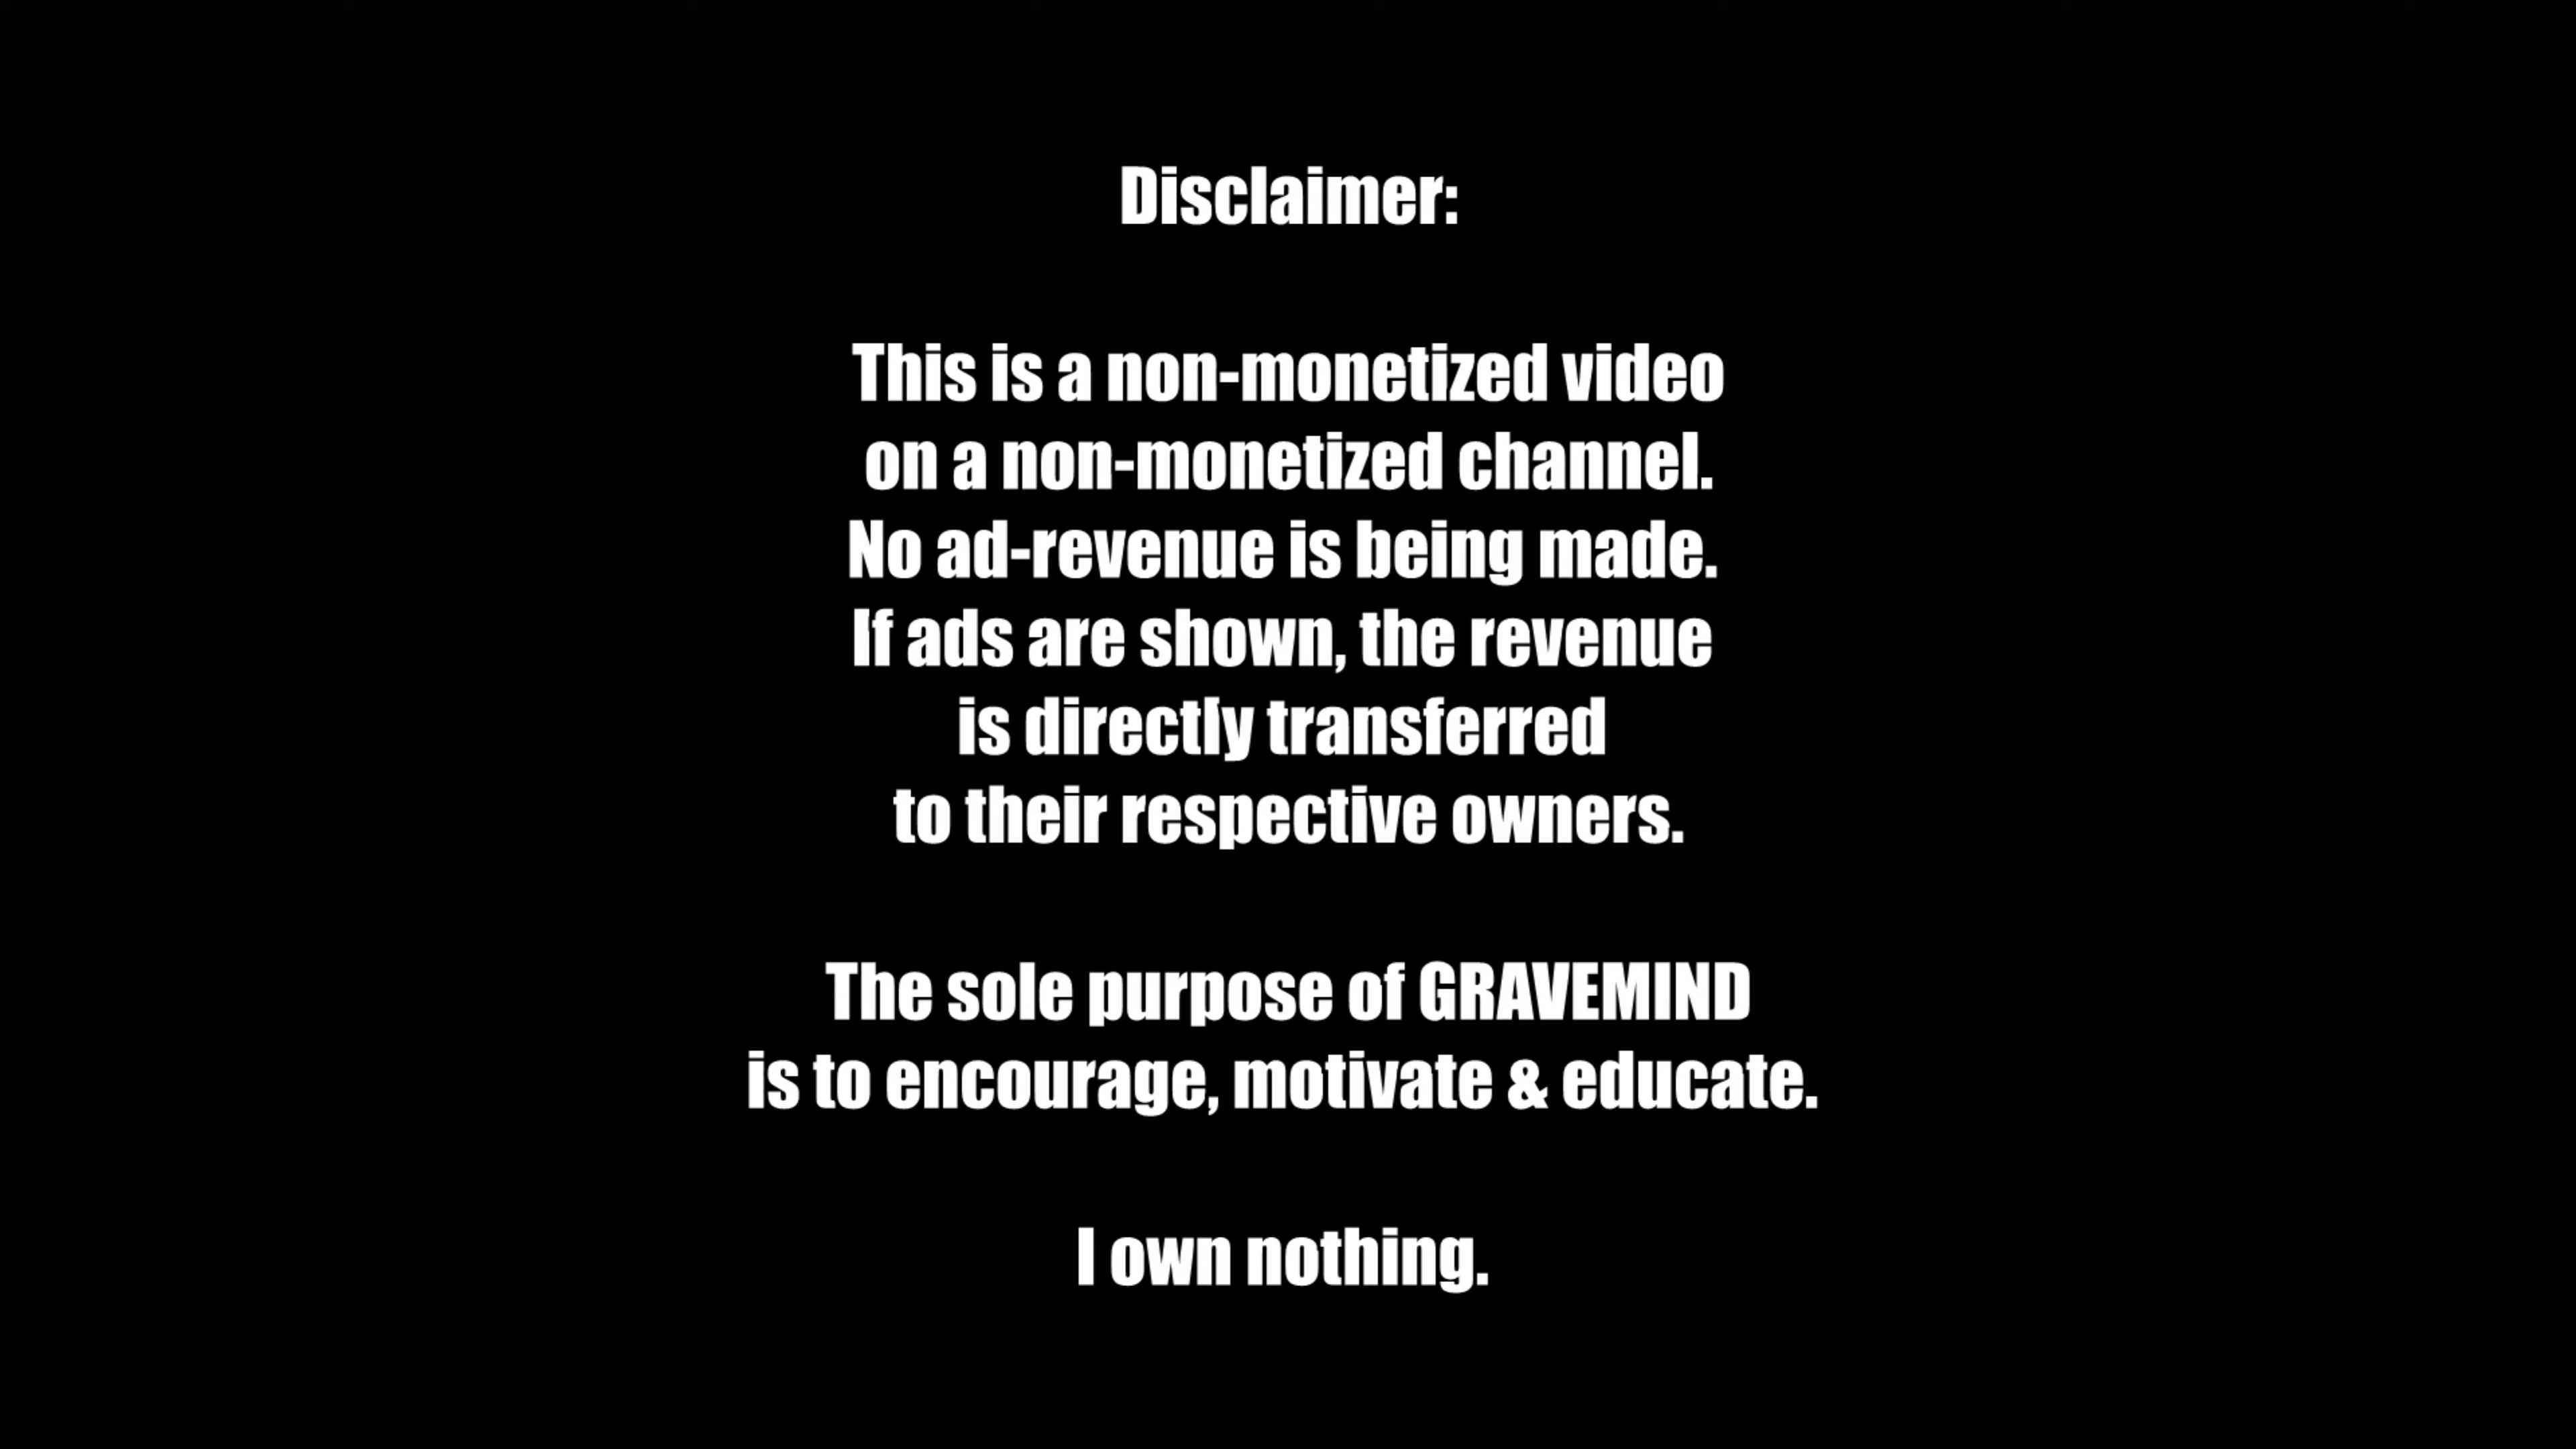 Disclaimer:
This is a non-monetized video
on a non-monetized channel.
No ad-revenue is being made.
If ads are shown, the revenue
is directly transferred
to their respective owners.
The sole purpose of GRAVEMIND
is to encourage, motivate & educate.
I own nothing.